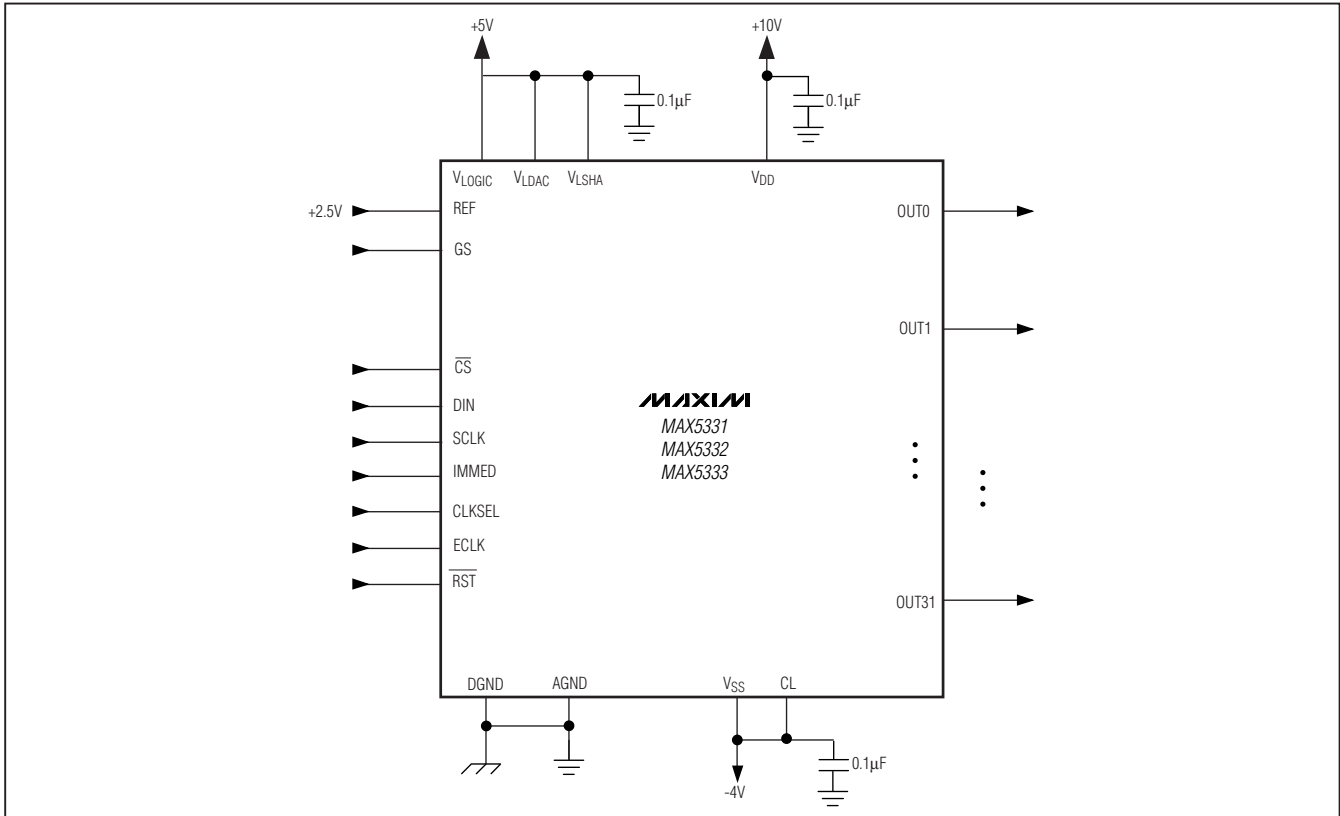 +5V
+10V
0.1μF
0.1μF
VLOGIC VLDAC VLSHA VDD
+2.5V REF
OUT0
GS
OUT1
CS
DIN
SCLK
IMMED
CLKSEL
ECLK
RST
MAXIM
MAX5331
MAX5332
MAX5333
OUT31
DGND AGND VSS CL
0.1μF
-4V